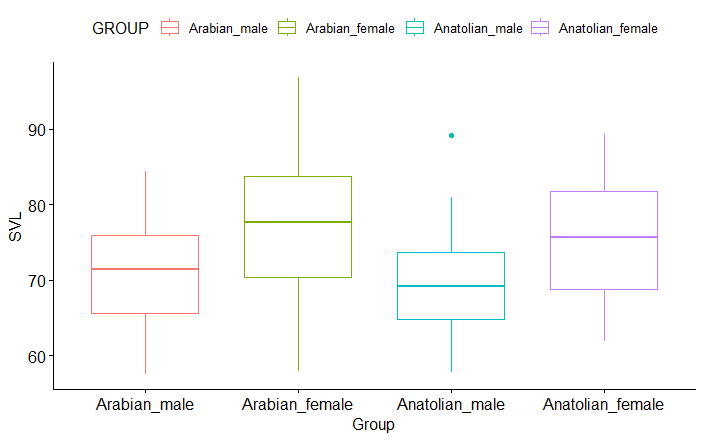 GROUP Arabian_male Arabian_female Anatolian_male Anatolian_female
90
80
70
60
SVL
Arabian_male Arabian_female Anatolian_male Anatolian_female
Group